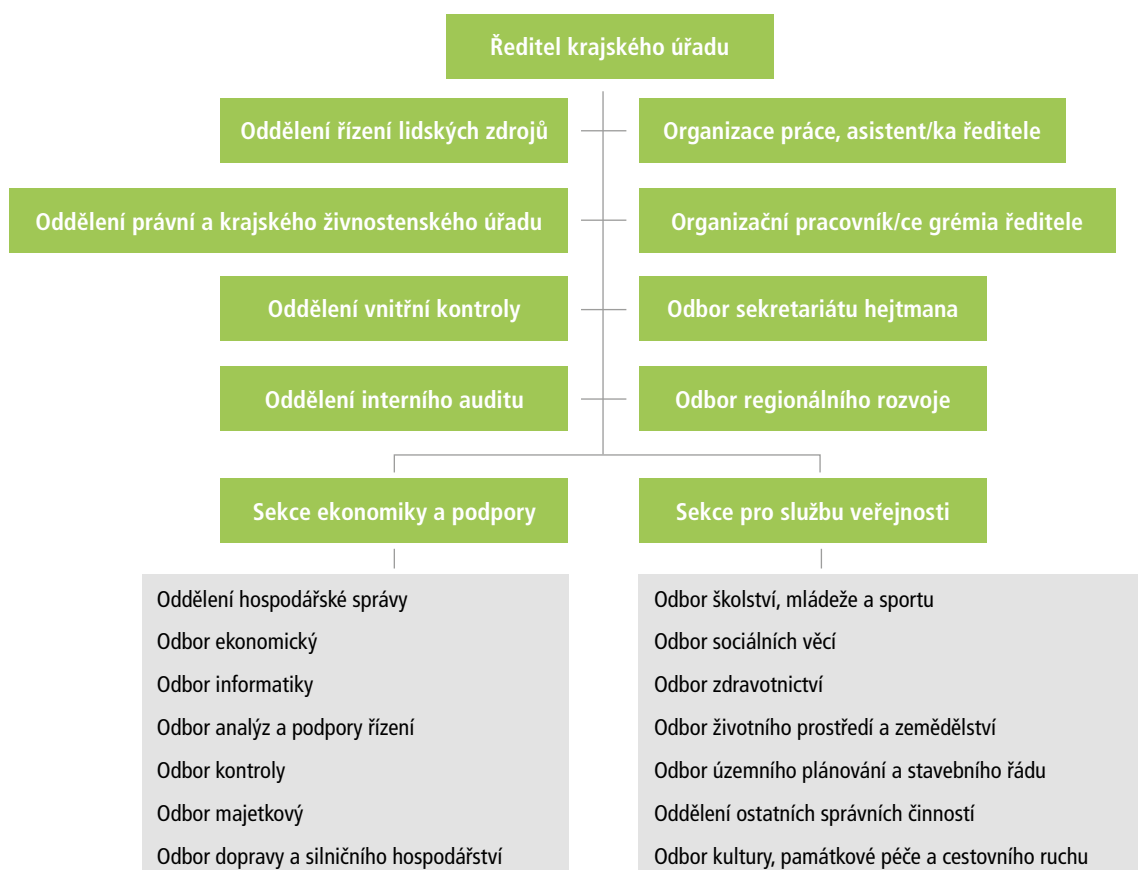 Ředitel krajského úřadu
Oddělení řízení lidských zdrojů
Organizace práce, asistent/ka ředitele
Oddělení právní a krajského živnostenského úřadu
Organizační pracovník/ce grémia ředitele
Oddělení vnitřní kontroly
Odbor sekretariátu hejtmana
Oddělení interního auditu
Odbor regionálního rozvoje
Sekce ekonomiky a podpory
Sekce pro službu veřejnosti
Oddělení hospodářské správy
Odbor ekonomický
Odbor informatiky
Odbor analýz a podpory řízení
Odbor kontroly
Odbor majetkový
Odbor dopravy a silničního hospodářství
Odbor školství, mládeže a sportu
Odbor sociálních věcí
Odbor zdravotnictví
Odbor životního prostředí a zemědělství
Odbor územního plánování a stavebního řádu
Oddělení ostatních správních činností
Odbor kultury, památkové péče a cestovního ruchu